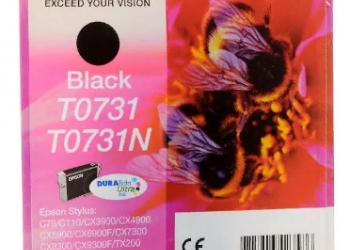 EXCEED YOUR VISION
Black
T0731
T0731N
EPSON
DURABrite
Ultra
Ink
Epson Stylus:
C79/C110/CX3900/CX4900
CX5900/CX6900F/CX7300
CX8300/CX9300F/TX200
CE